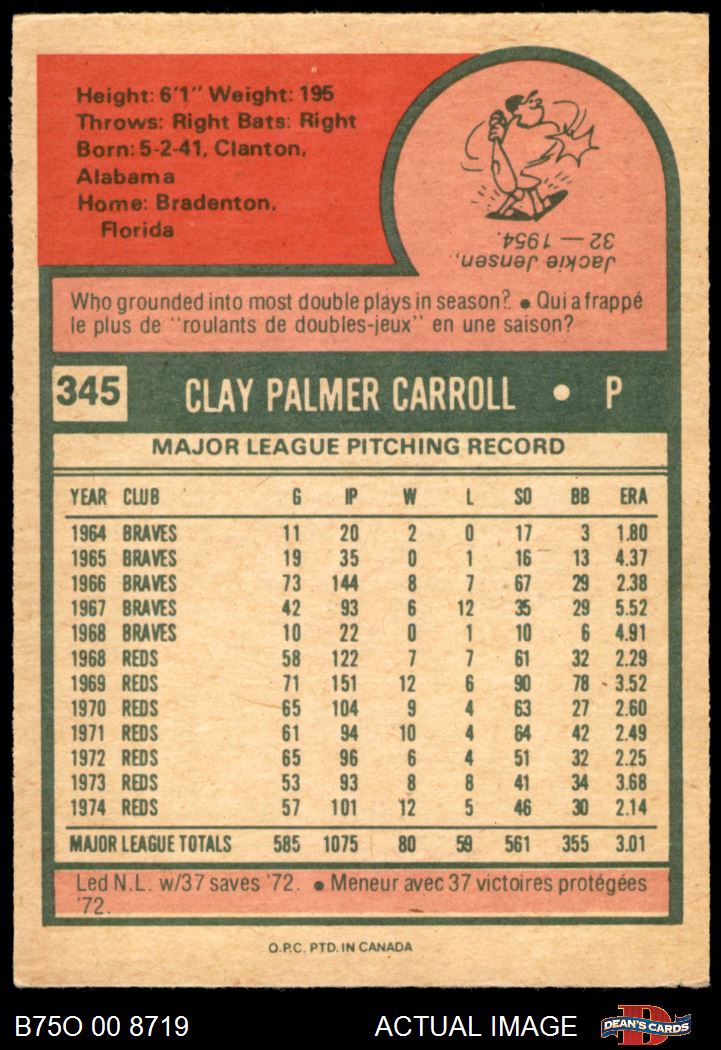 Height: 6'1" Weight: 195
Throws: Right Bats: Right
Born: 5-2-41, Clanton,
Alabama
Home: Bradenton,
Florida
Jackie Jensen,
32 — 1954.
Who grounded into most double plays in season? • Qui a frappé
le plus de "roulants de doubles-jeux" en une saison?
345 CLAY PALMER CARROLL • P
MAJOR LEAGUE PITCHING RECORD
YEAR CLUB G IP W L SO BB ERA
1964 BRAVES 11 20 2 0 17 3 1.80
1965 BRAVES 19 35 0 1 16 13 4.37
1966 BRAVES 73 144 8 7 67 29 2.38
1967 BRAVES 42 93 6 12 35 29 5.52
1968 BRAVES 10 22 0 1 10 6 4.91
1968 REDS 58 122 7 7 61 32 2.29
1969 REDS 71 151 12 6 90 78 3.52
1970 REDS 65 104 9 4 63 27 2.60
1971 REDS 61 94 10 4 64 42 2.49
1972 REDS 65 96 6 4 51 32 2.25
1973 REDS 53 93 8 8 41 34 3.68
1974 REDS 57 101 12 5 46 30 2.14
MAJOR LEAGUE TOTALS 585 1075 80 59 561 355 3.01
Led N.L. w/37 saves '72. • Meneur avec 37 victoires protégées
'72.
O.P.C. PTD. IN CANADA
B75O 00 8719 ACTUAL IMAGE D DEAN'S CARDS